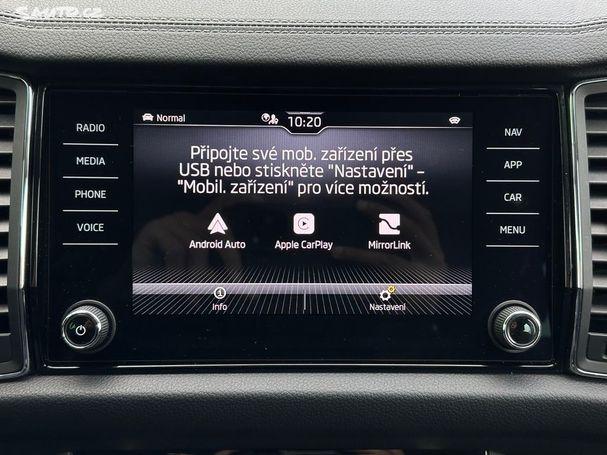 SAUTO.CZ
Normal
10:20
RADIO
MEDIA
PHONE
VOICE
NAV
APP
CAR
MENU
Připojte své mob. zařízení přes
USB nebo stiskněte "Nastavení" –
"Mobil. zařízení" pro více možností.
Android Auto
Apple CarPlay
MirrorLink
Info
Nastavení